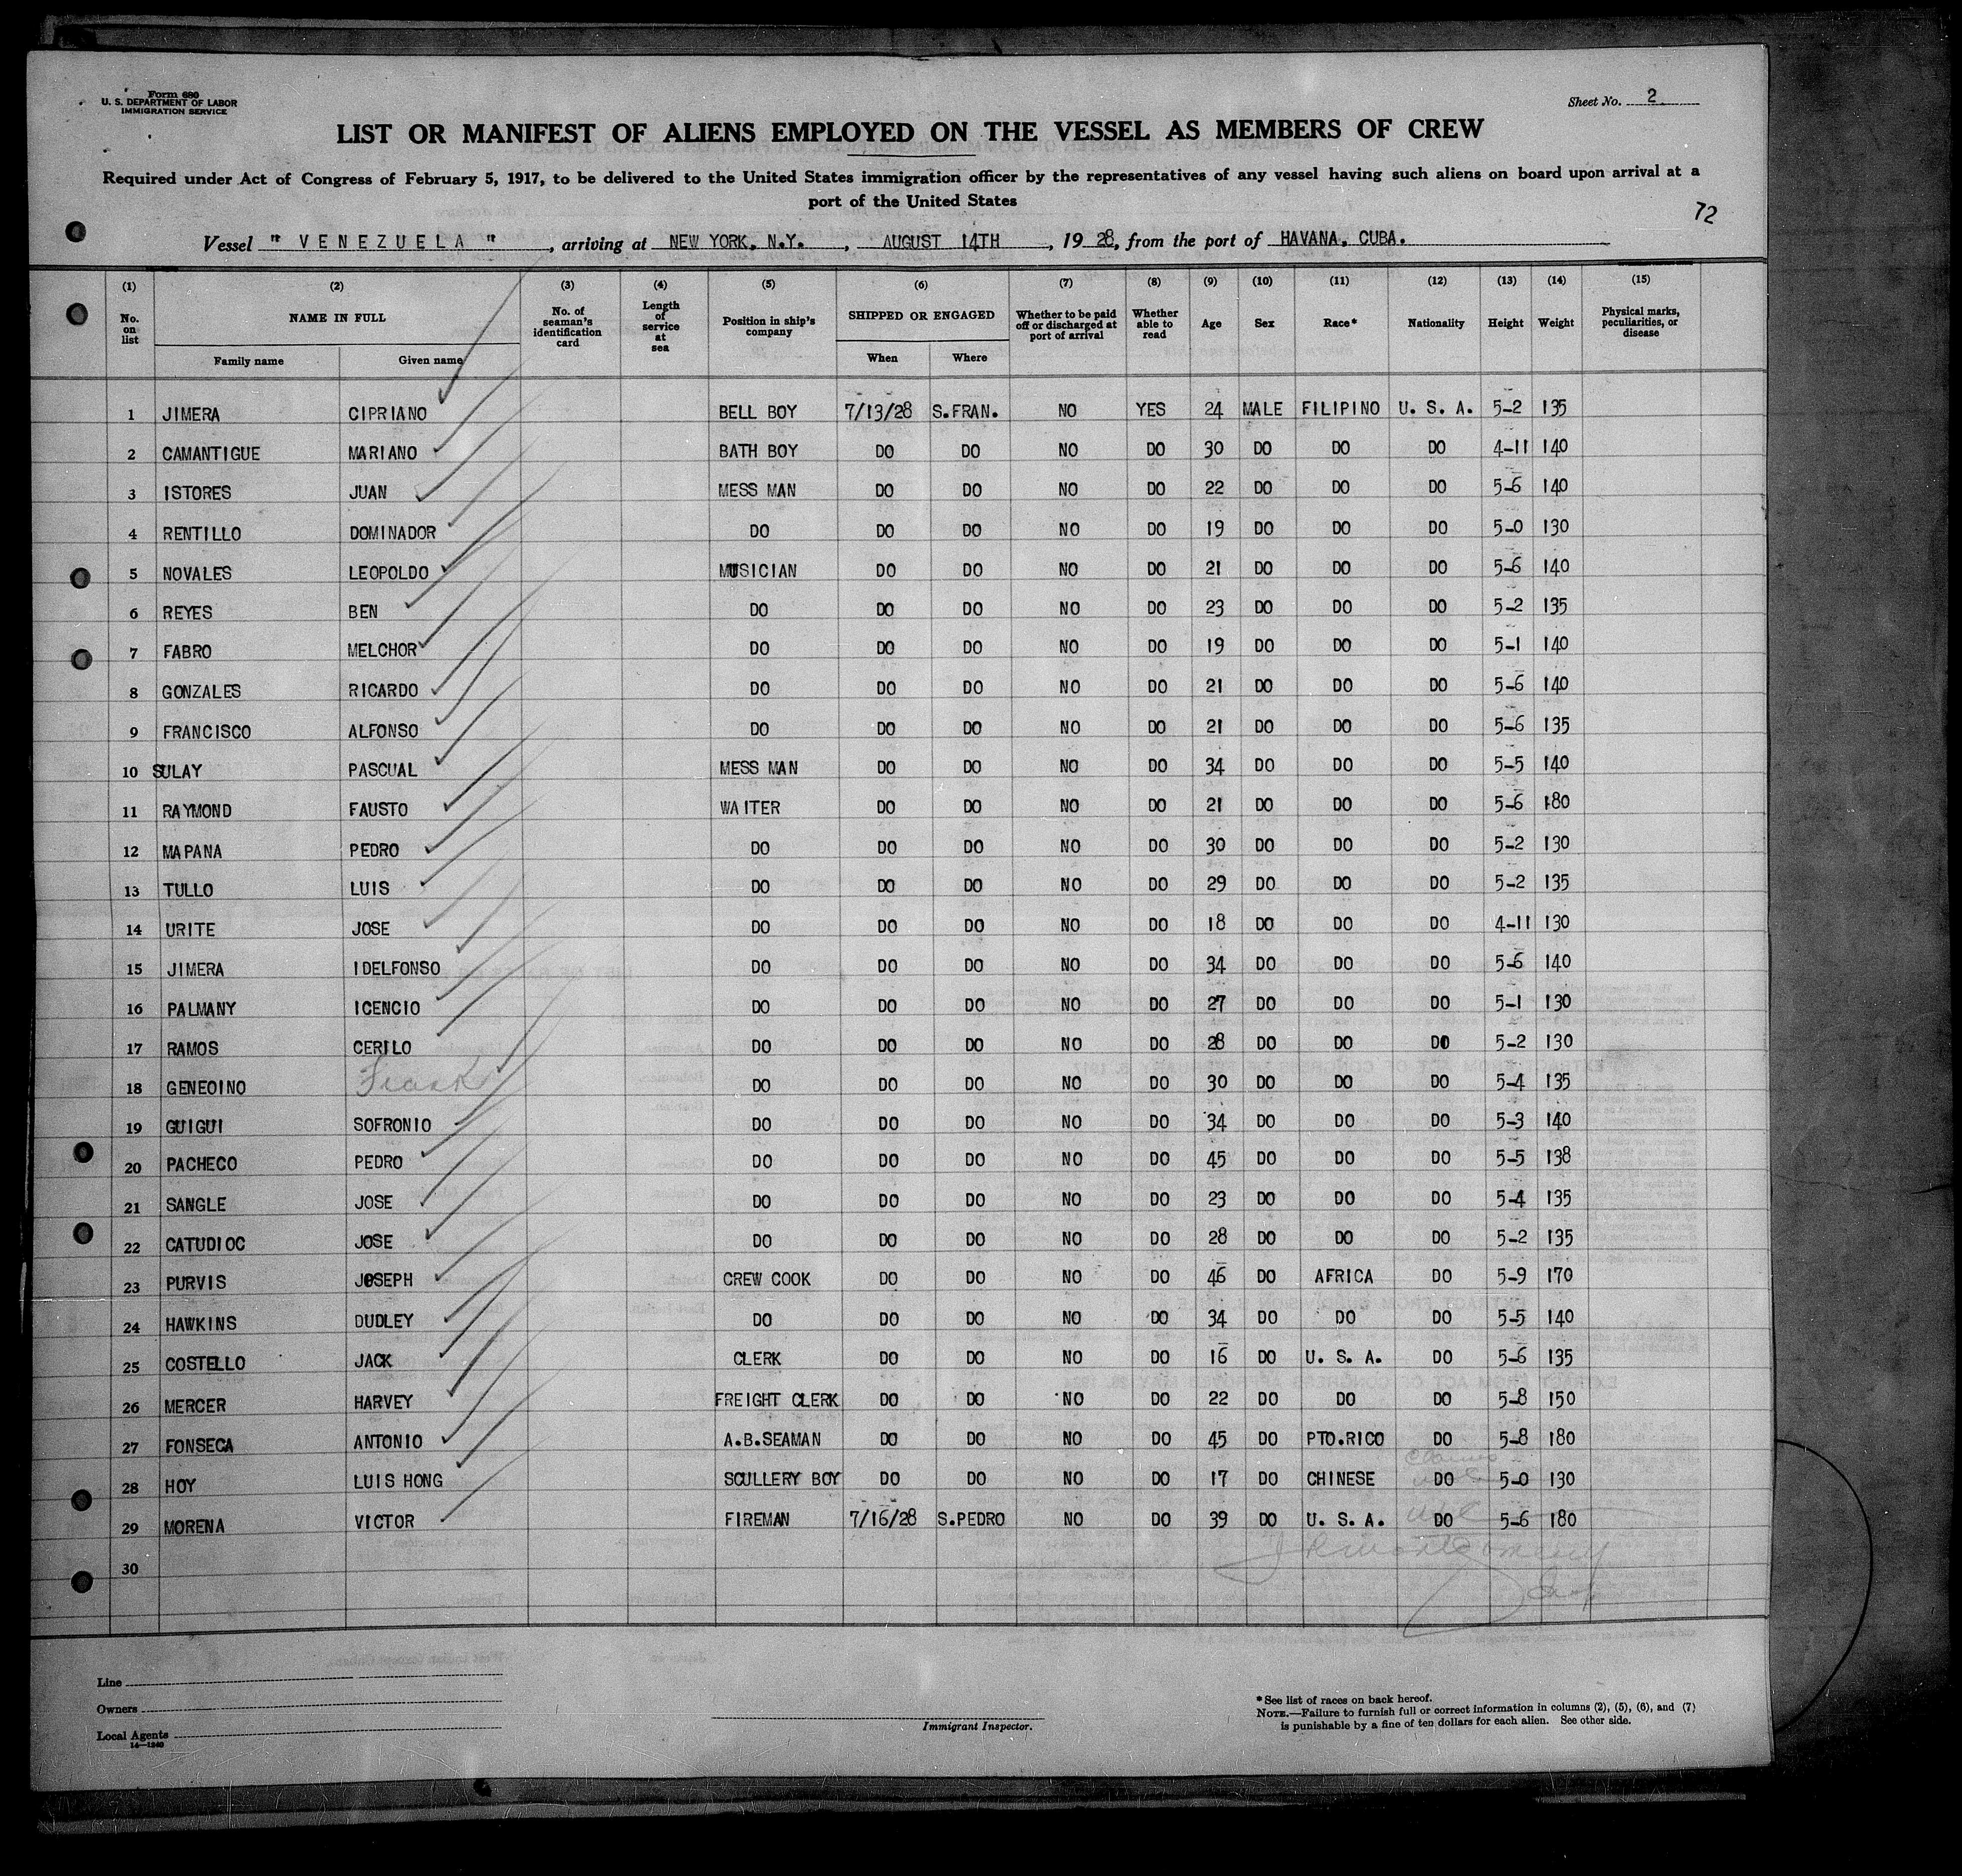 Form 680
U. S. DEPARTMENT OF LABOR
IMMIGRATION SERVICE
Sheet No. 2
LIST OR MANIFEST OF ALIENS EMPLOYED ON THE VESSEL AS MEMBERS OF CREW
Required under Act of Congress of February 5, 1917, to be delivered to the United States immigration officer by the representatives of any vessel having such aliens on board upon arrival at a
port of the United States
72
Vessel " VENEZUELA ", arriving at NEW YORK, N.Y., AUGUST 14TH, 1928, from the port of HAVANA, CUBA.
(1) (2) (3) (4) (5) (6) (7) (8) (9) (10) (11) (12) (13) (14) (15)
No. on list NAME IN FULL Family name Given name No. of seaman's identification card Length of service at sea Position in ship's company SHIPPED OR ENGAGED When Where Whether to be paid off or discharged at port of arrival Whether able to read Age Sex Race* Nationality Height Weight Physical marks, peculiarities, or disease
1 JIMERA CIPRIANO BELL BOY 7/13/28 S.FRAN. NO YES 24 MALE FILIPINO U. S. A. 5-2 135
2 CAMANTIGUE MARIANO BATH BOY DO DO NO DO 30 DO DO DO 4-11 140
3 ISTORES JUAN MESS MAN DO DO NO DO 22 DO DO DO 5-6 140
4 RENTILLO DOMINADOR DO DO DO NO DO 19 DO DO DO 5-0 130
5 NOVALES LEOPOLDO MUSICIAN DO DO NO DO 21 DO DO DO 5-6 140
6 REYES BEN DO DO DO NO DO 23 DO DO DO 5-2 135
7 FABRO MELCHOR DO DO DO NO DO 19 DO DO DO 5-1 140
8 GONZALES RICARDO DO DO DO NO DO 21 DO DO DO 5-6 140
9 FRANCISCO ALFONSO DO DO DO NO DO 21 DO DO DO 5-6 135
10 SULAY PASCUAL MESS MAN DO DO NO DO 34 DO DO DO 5-5 140
11 RAYMOND FAUSTO WAITER DO DO NO DO 21 DO DO DO 5-6 180
12 MAPANA PEDRO DO DO DO NO DO 30 DO DO DO 5-2 130
13 TULLO LUIS DO DO DO NO DO 29 DO DO DO 5-2 135
14 URITE JOSE DO DO DO NO DO 18 DO DO DO 4-11 130
15 JIMERA IDELFONSO DO DO DO NO DO 34 DO DO DO 5-6 140
16 PALMANY ICENCIO DO DO DO NO DO 27 DO DO DO 5-1 130
17 RAMOS CERILO DO DO DO NO DO 28 DO DO DO 5-2 130
18 GENEOINO Frank DO DO DO NO DO 30 DO DO DO 5-4 135
19 GUIGUI SOFRONIO DO DO DO NO DO 34 DO DO DO 5-3 140
20 PACHECO PEDRO DO DO DO NO DO 45 DO DO DO 5-5 138
21 SANGLE JOSE DO DO DO NO DO 23 DO DO DO 5-4 135
22 CATUDIOC JOSE DO DO DO NO DO 28 DO DO DO 5-2 135
23 PURVIS JOSEPH CREW COOK DO DO NO DO 46 DO AFRICA DO 5-9 170
24 HAWKINS DUDLEY DO DO DO NO DO 34 DO DO DO 5-5 140
25 COSTELLO JACK CLERK DO DO NO DO 16 DO U. S. A. DO 5-6 135
26 MERCER HARVEY FREIGHT CLERK DO DO NO DO 22 DO DO DO 5-8 150
27 FONSECA ANTONIO A.B.SEAMAN DO DO NO DO 45 DO PTO.RICO DO 5-8 180
28 HOY LUIS HONG SCULLERY BOY DO DO NO DO 17 DO CHINESE DO 5-0 130
29 MORENA VICTOR FIREMAN 7/16/28 S.PEDRO NO DO 39 DO U. S. A. DO 5-6 180
30
Line
Owners
Local Agents
14—1240
Immigrant Inspector.
* See list of races on back hereof.
NOTE.—Failure to furnish full or correct information in columns (2), (5), (6), and (7)
is punishable by a fine of ten dollars for each alien. See other side.